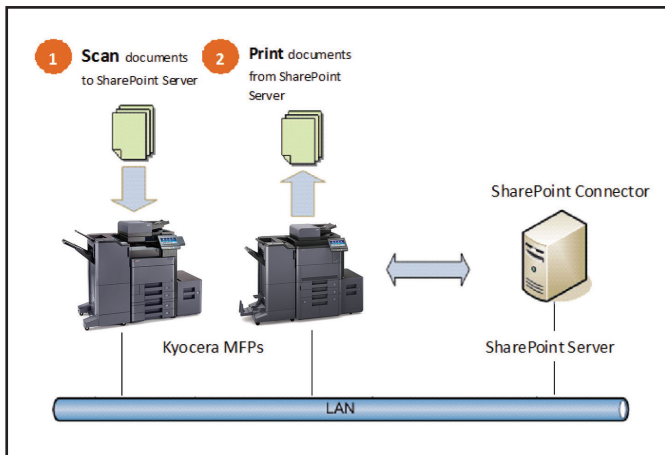 1
Scan documents
to SharePoint Server
2
Print documents
from SharePoint
Server
SharePoint Connector
Kyocera MFPs
SharePoint Server
LAN